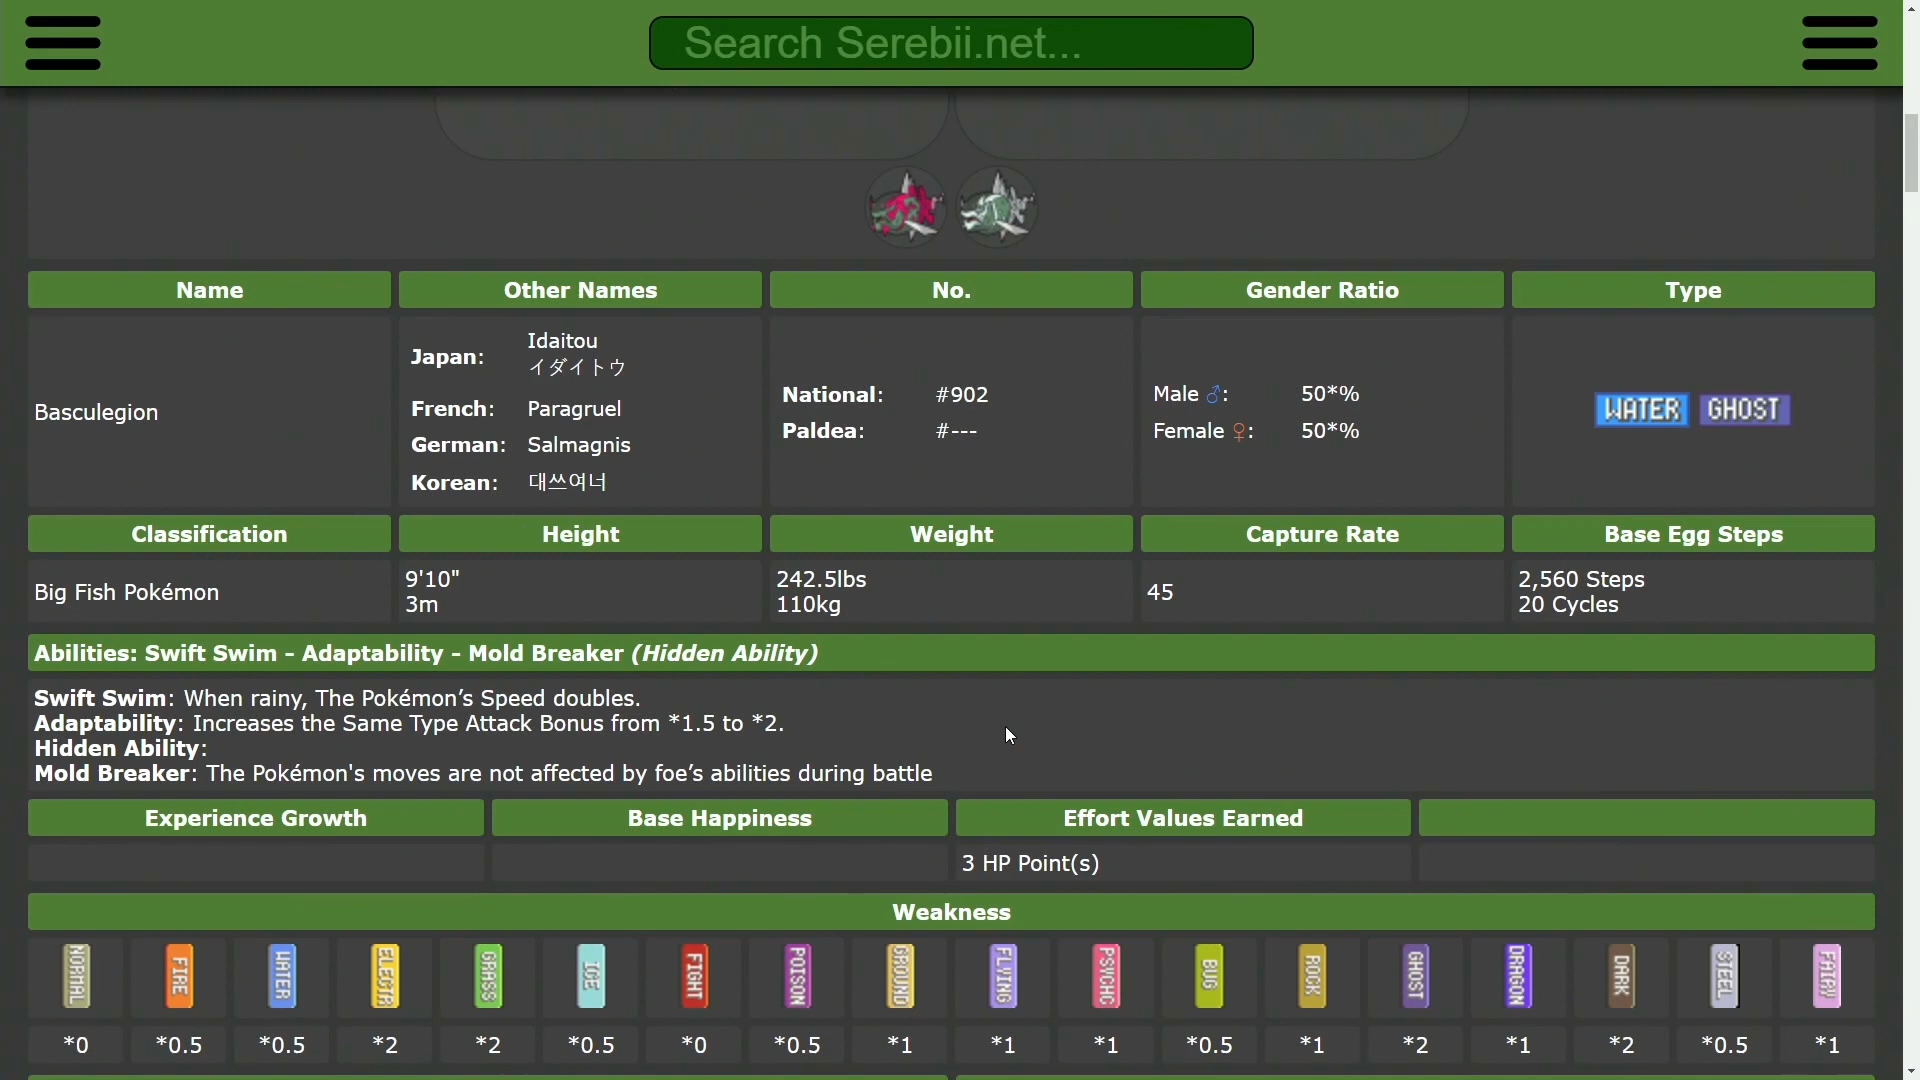 Search Serebii.net...
Name
Other Names
No.
Gender Ratio
Type
Basculegion
Japan: Idaitou
イダイトウ
French: Paragruel
German: Salmagnis
Korean: 대쓰여너
National: #902
Paldea: #---
Male ♂: 50*%
Female ♀: 50*%
WATER GHOST
Classification
Height
Weight
Capture Rate
Base Egg Steps
Big Fish Pokémon
9'10"
3m
242.5lbs
110kg
45
2,560 Steps
20 Cycles
Abilities: Swift Swim - Adaptability - Mold Breaker (Hidden Ability)
Swift Swim: When rainy, The Pokémon’s Speed doubles.
Adaptability: Increases the Same Type Attack Bonus from *1.5 to *2.
Hidden Ability:
Mold Breaker: The Pokémon's moves are not affected by foe’s abilities during battle
Experience Growth
Base Happiness
Effort Values Earned
3 HP Point(s)
Weakness
NORMAL FIRE WATER ELECTR GRASS ICE FIGHT POISON GROUND FLYING PSYCHC BUG ROCK GHOST DRAGON DARK STEEL FAIRY
*0 *0.5 *0.5 *2 *2 *0.5 *0 *0.5 *1 *1 *1 *0.5 *1 *2 *1 *2 *0.5 *1